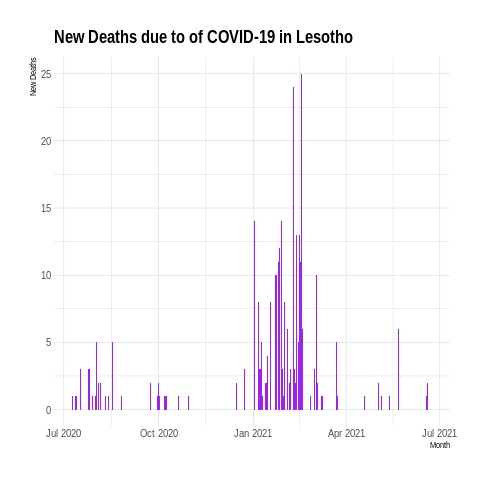 New Deaths due to of COVID-19 in Lesotho
New Deaths
25
20
15
10
5
0
Jul 2020 Oct 2020 Jan 2021 Apr 2021 Jul 2021
Month